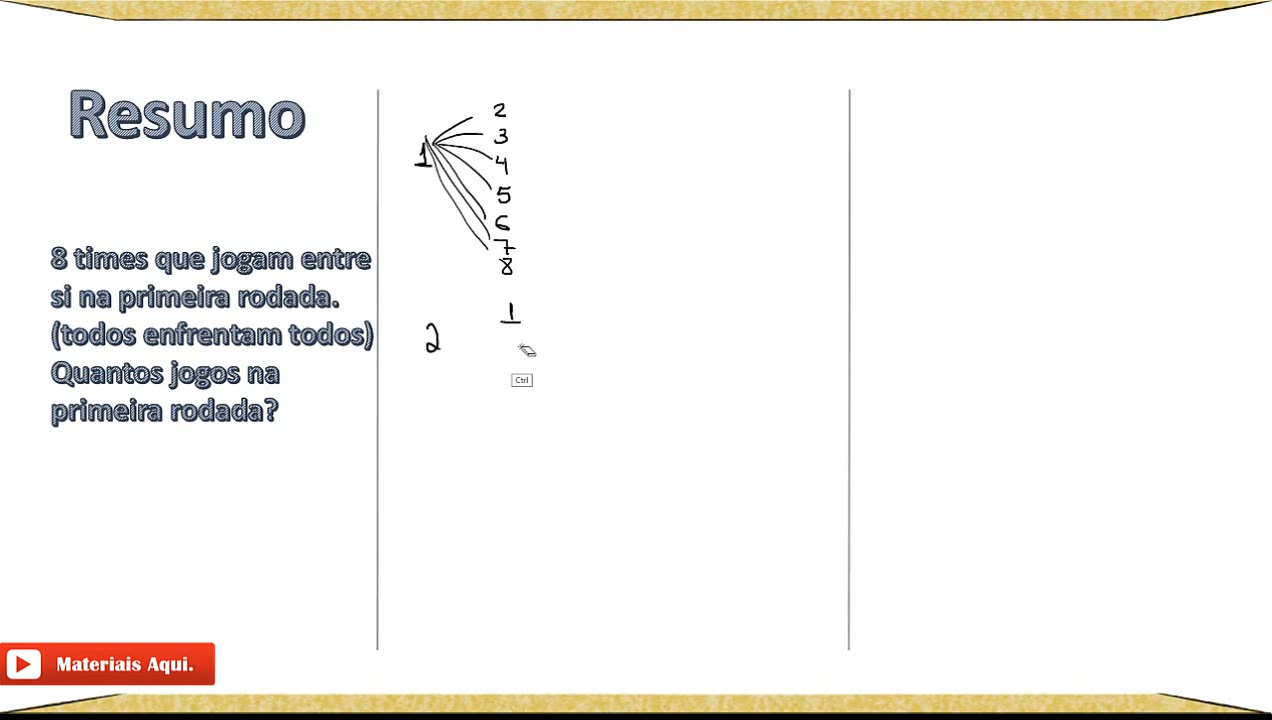 Resumo
8 times que jogam entre
si na primeira rodada.
(todos enfrentam todos)
Quantos jogos na
primeira rodada?
1
2
3
4
5
6
7
8
2
1
Ctrl
Materiais Aqui.